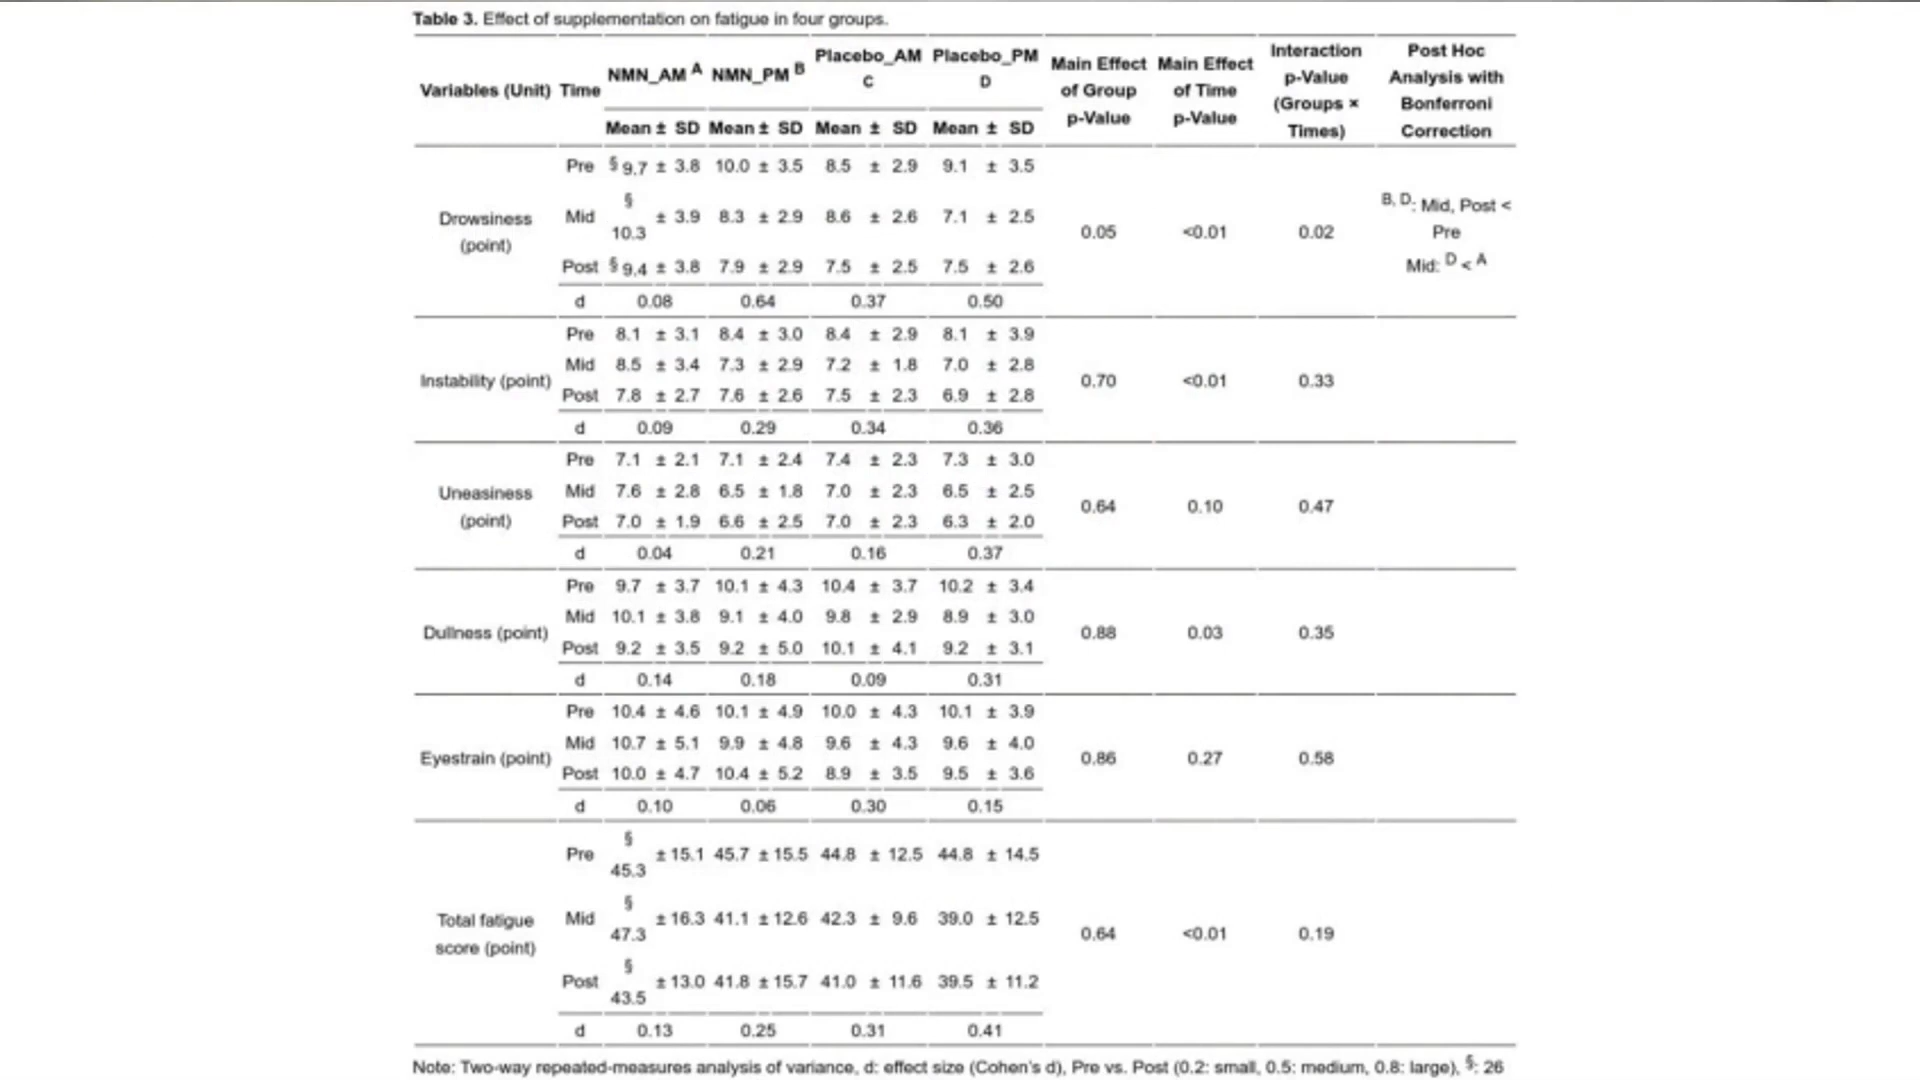 Table 3. Effect of supplementation on fatigue in four groups.
Variables (Unit) Time NMN_AM A NMN_PM B Placebo_AM C Placebo_PM D Main Effect of Group p-Value Main Effect of Time p-Value Interaction p-Value (Groups × Times) Post Hoc Analysis with Bonferroni Correction
Mean ± SD Mean ± SD Mean ± SD Mean ± SD
Drowsiness (point)
Pre § 9.7 ± 3.8 10.0 ± 3.5 8.5 ± 2.9 9.1 ± 3.5
Mid § 10.3 ± 3.9 8.3 ± 2.9 8.6 ± 2.6 7.1 ± 2.5
Post § 9.4 ± 3.8 7.9 ± 2.9 7.5 ± 2.5 7.5 ± 2.6
d 0.08 0.64 0.37 0.50
0.05 <0.01 0.02
B, D: Mid, Post <
Pre
Mid: D < A
Instability (point)
Pre 8.1 ± 3.1 8.4 ± 3.0 8.4 ± 2.9 8.1 ± 3.9
Mid 8.5 ± 3.4 7.3 ± 2.9 7.2 ± 1.8 7.0 ± 2.8
Post 7.8 ± 2.7 7.6 ± 2.6 7.5 ± 2.3 6.9 ± 2.8
d 0.09 0.29 0.34 0.36
0.70 <0.01 0.33
Uneasiness (point)
Pre 7.1 ± 2.1 7.1 ± 2.4 7.4 ± 2.3 7.3 ± 3.0
Mid 7.6 ± 2.8 6.5 ± 1.8 7.0 ± 2.3 6.5 ± 2.5
Post 7.0 ± 1.9 6.6 ± 2.5 7.0 ± 2.3 6.3 ± 2.0
d 0.04 0.21 0.16 0.37
0.64 0.10 0.47
Dullness (point)
Pre 9.7 ± 3.7 10.1 ± 4.3 10.4 ± 3.7 10.2 ± 3.4
Mid 10.1 ± 3.8 9.1 ± 4.0 9.8 ± 2.9 8.9 ± 3.0
Post 9.2 ± 3.5 9.2 ± 5.0 10.1 ± 4.1 9.2 ± 3.1
d 0.14 0.18 0.09 0.31
0.88 0.03 0.35
Eyestrain (point)
Pre 10.4 ± 4.6 10.1 ± 4.9 10.0 ± 4.3 10.1 ± 3.9
Mid 10.7 ± 5.1 9.9 ± 4.8 9.6 ± 4.3 9.6 ± 4.0
Post 10.0 ± 4.7 10.4 ± 5.2 8.9 ± 3.5 9.5 ± 3.6
d 0.10 0.06 0.30 0.15
0.86 0.27 0.58
Total fatigue score (point)
Pre § 45.3 ± 15.1 45.7 ± 15.5 44.8 ± 12.5 44.8 ± 14.5
Mid § 47.3 ± 16.3 41.1 ± 12.6 42.3 ± 9.6 39.0 ± 12.5
Post § 43.5 ± 13.0 41.8 ± 15.7 41.0 ± 11.6 39.5 ± 11.2
d 0.13 0.25 0.31 0.41
0.64 <0.01 0.19
Note: Two-way repeated-measures analysis of variance, d: effect size (Cohen's d), Pre vs. Post (0.2: small, 0.5: medium, 0.8: large), §: 26